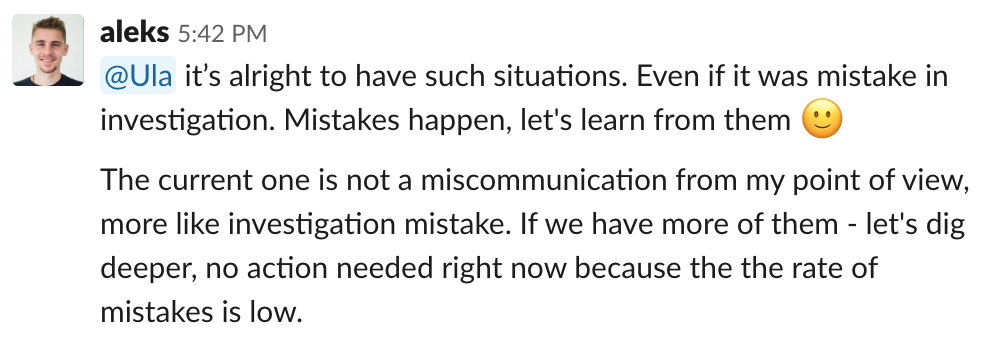 aleks 5:42 PM
@Ula it’s alright to have such situations. Even if it was mistake in
investigation. Mistakes happen, let's learn from them 🙂
The current one is not a miscommunication from my point of view,
more like investigation mistake. If we have more of them - let's dig
deeper, no action needed right now because the the rate of
mistakes is low.